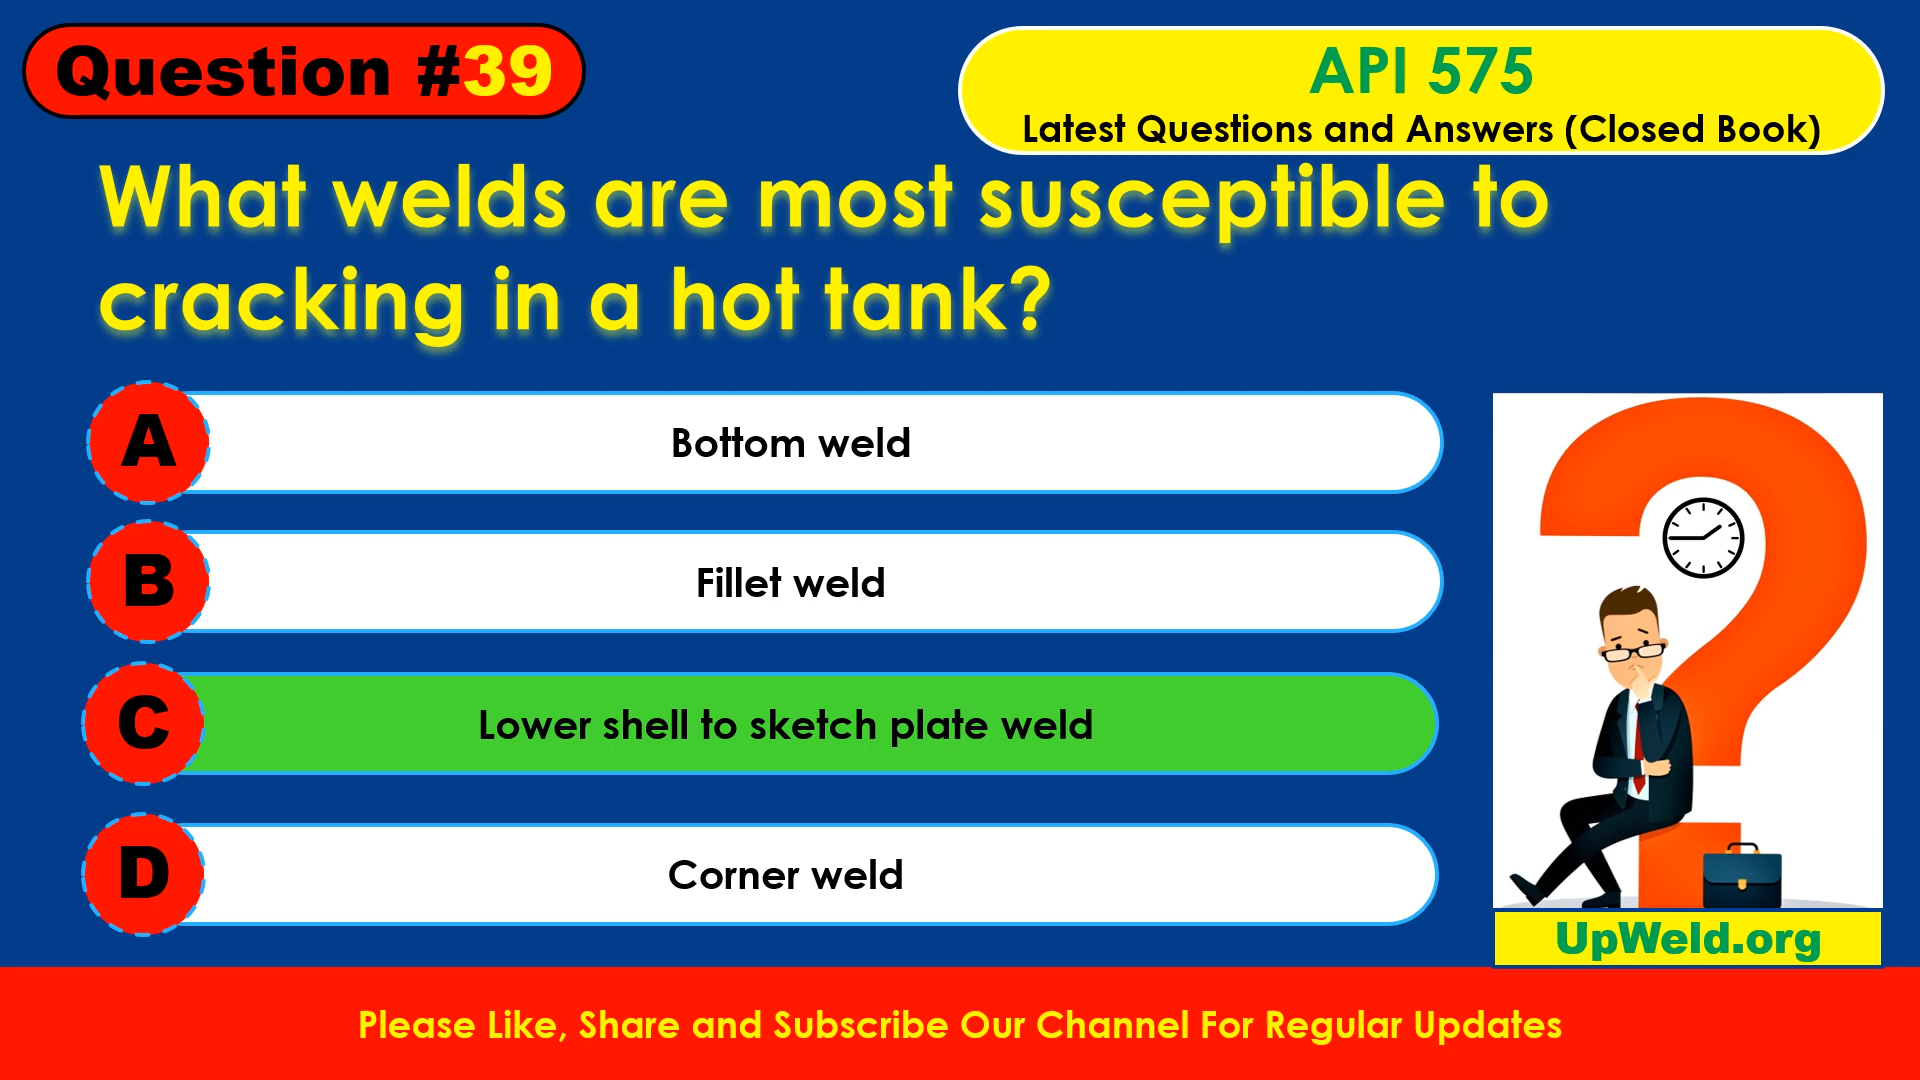 Question #39
API 575
Latest Questions and Answers (Closed Book)
What welds are most susceptible to
cracking in a hot tank?
A
Bottom weld
B
Fillet weld
C
Lower shell to sketch plate weld
D
Corner weld
UpWeld.org
Please Like, Share and Subscribe Our Channel For Regular Updates